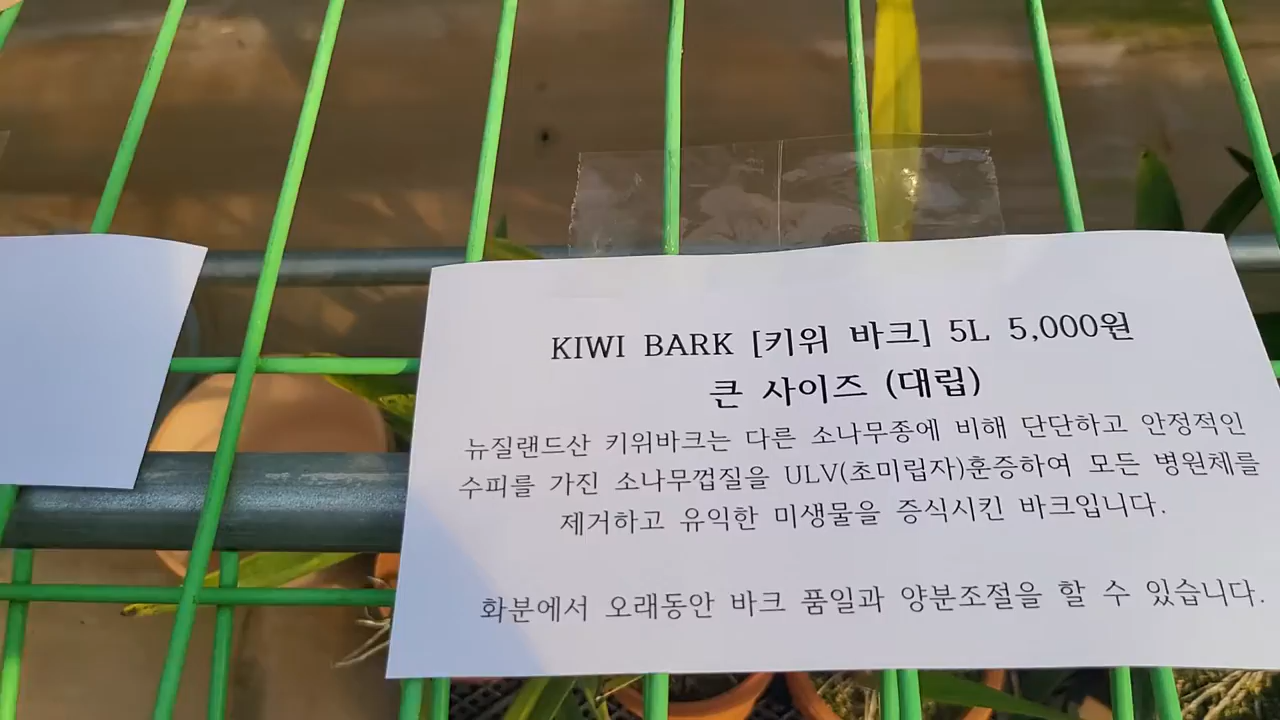 KIWI BARK [키위 바크] 5L 5,000원
큰 사이즈 (대립)
뉴질랜드산 키위바크는 다른 소나무종에 비해 단단하고 안정적인
수피를 가진 소나무껍질을 ULV(초미립자)훈증하여 모든 병원체를
제거하고 유익한 미생물을 증식시킨 바크입니다.
화분에서 오래동안 바크 품일과 양분조절을 할 수 있습니다.